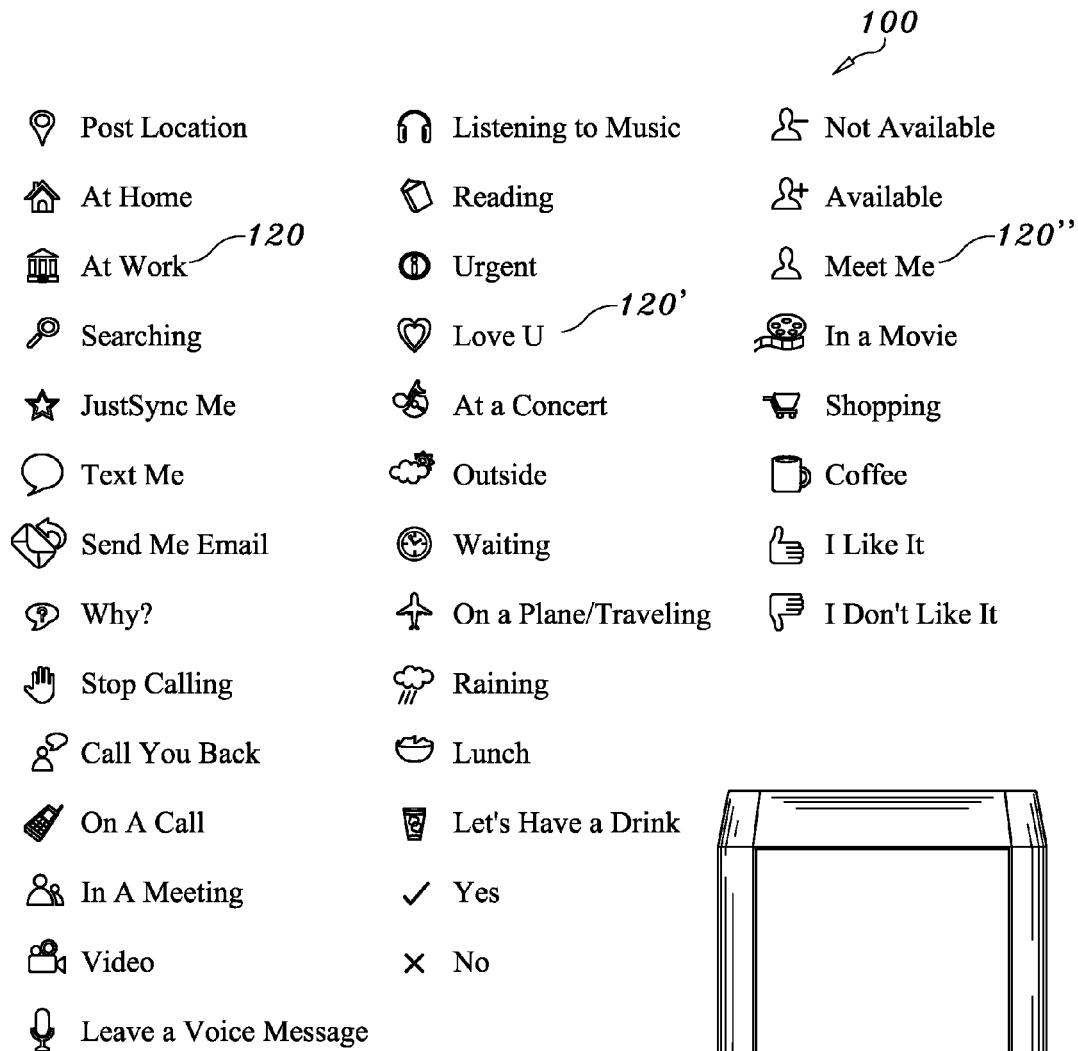 100
Post Location
At Home
At Work
120
Searching
JustSync Me
Text Me
Send Me Email
Why?
Stop Calling
Call You Back
On A Call
In A Meeting
Video
Leave a Voice Message
Listening to Music
Reading
Urgent
Love U
120'
At a Concert
Outside
Waiting
On a Plane/Traveling
Raining
Lunch
Let's Have a Drink
Yes
No
Not Available
Available
Meet Me
120''
In a Movie
Shopping
Coffee
I Like It
I Don't Like It